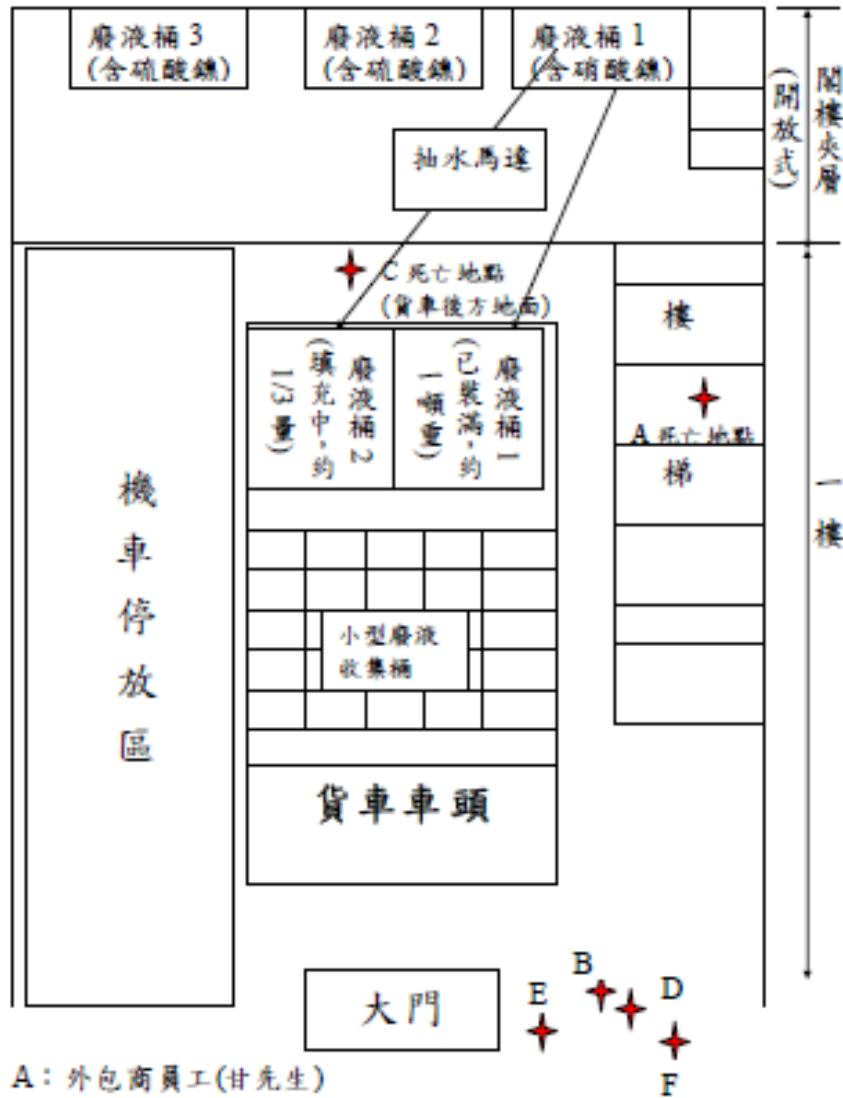 廢液桶 3
(含硫酸鎳)
廢液桶 2
(含硫酸鎳)
廢液桶 1
(含硝酸鎳)
閣樓夾層
(開放式)
抽水馬達
C 死亡地點
(貨車後方地面)
樓
A 死亡地點
梯
一樓
廢液桶 1
(已裝滿,約
一噸重)
廢液桶 2
(填充中,約
1/3 量)
機車停放區
小型廢液
收集桶
貨車車頭
大門
E
B
D
F
A：外包商員工(甘先生)